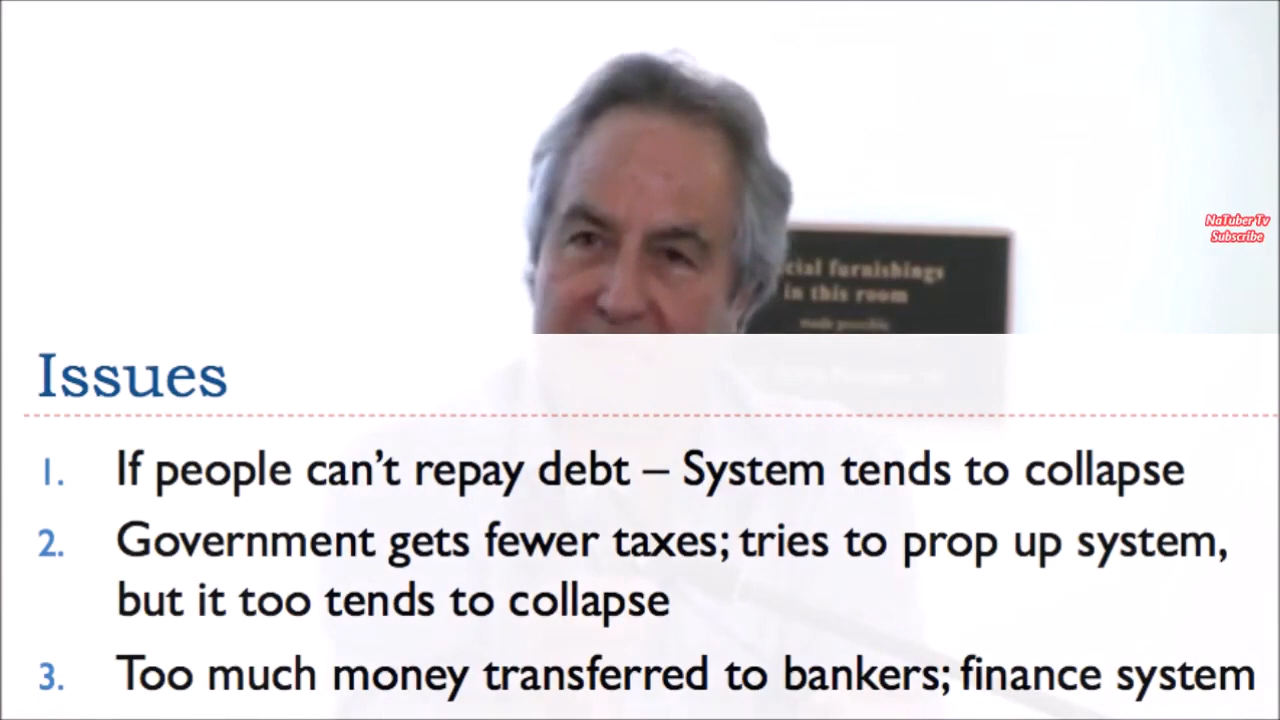 NaTuber Tv
Subscribe
cial furnishings
in this room
made possible
Issues
1. If people can't repay debt – System tends to collapse
2. Government gets fewer taxes; tries to prop up system,
but it too tends to collapse
3. Too much money transferred to bankers; finance system